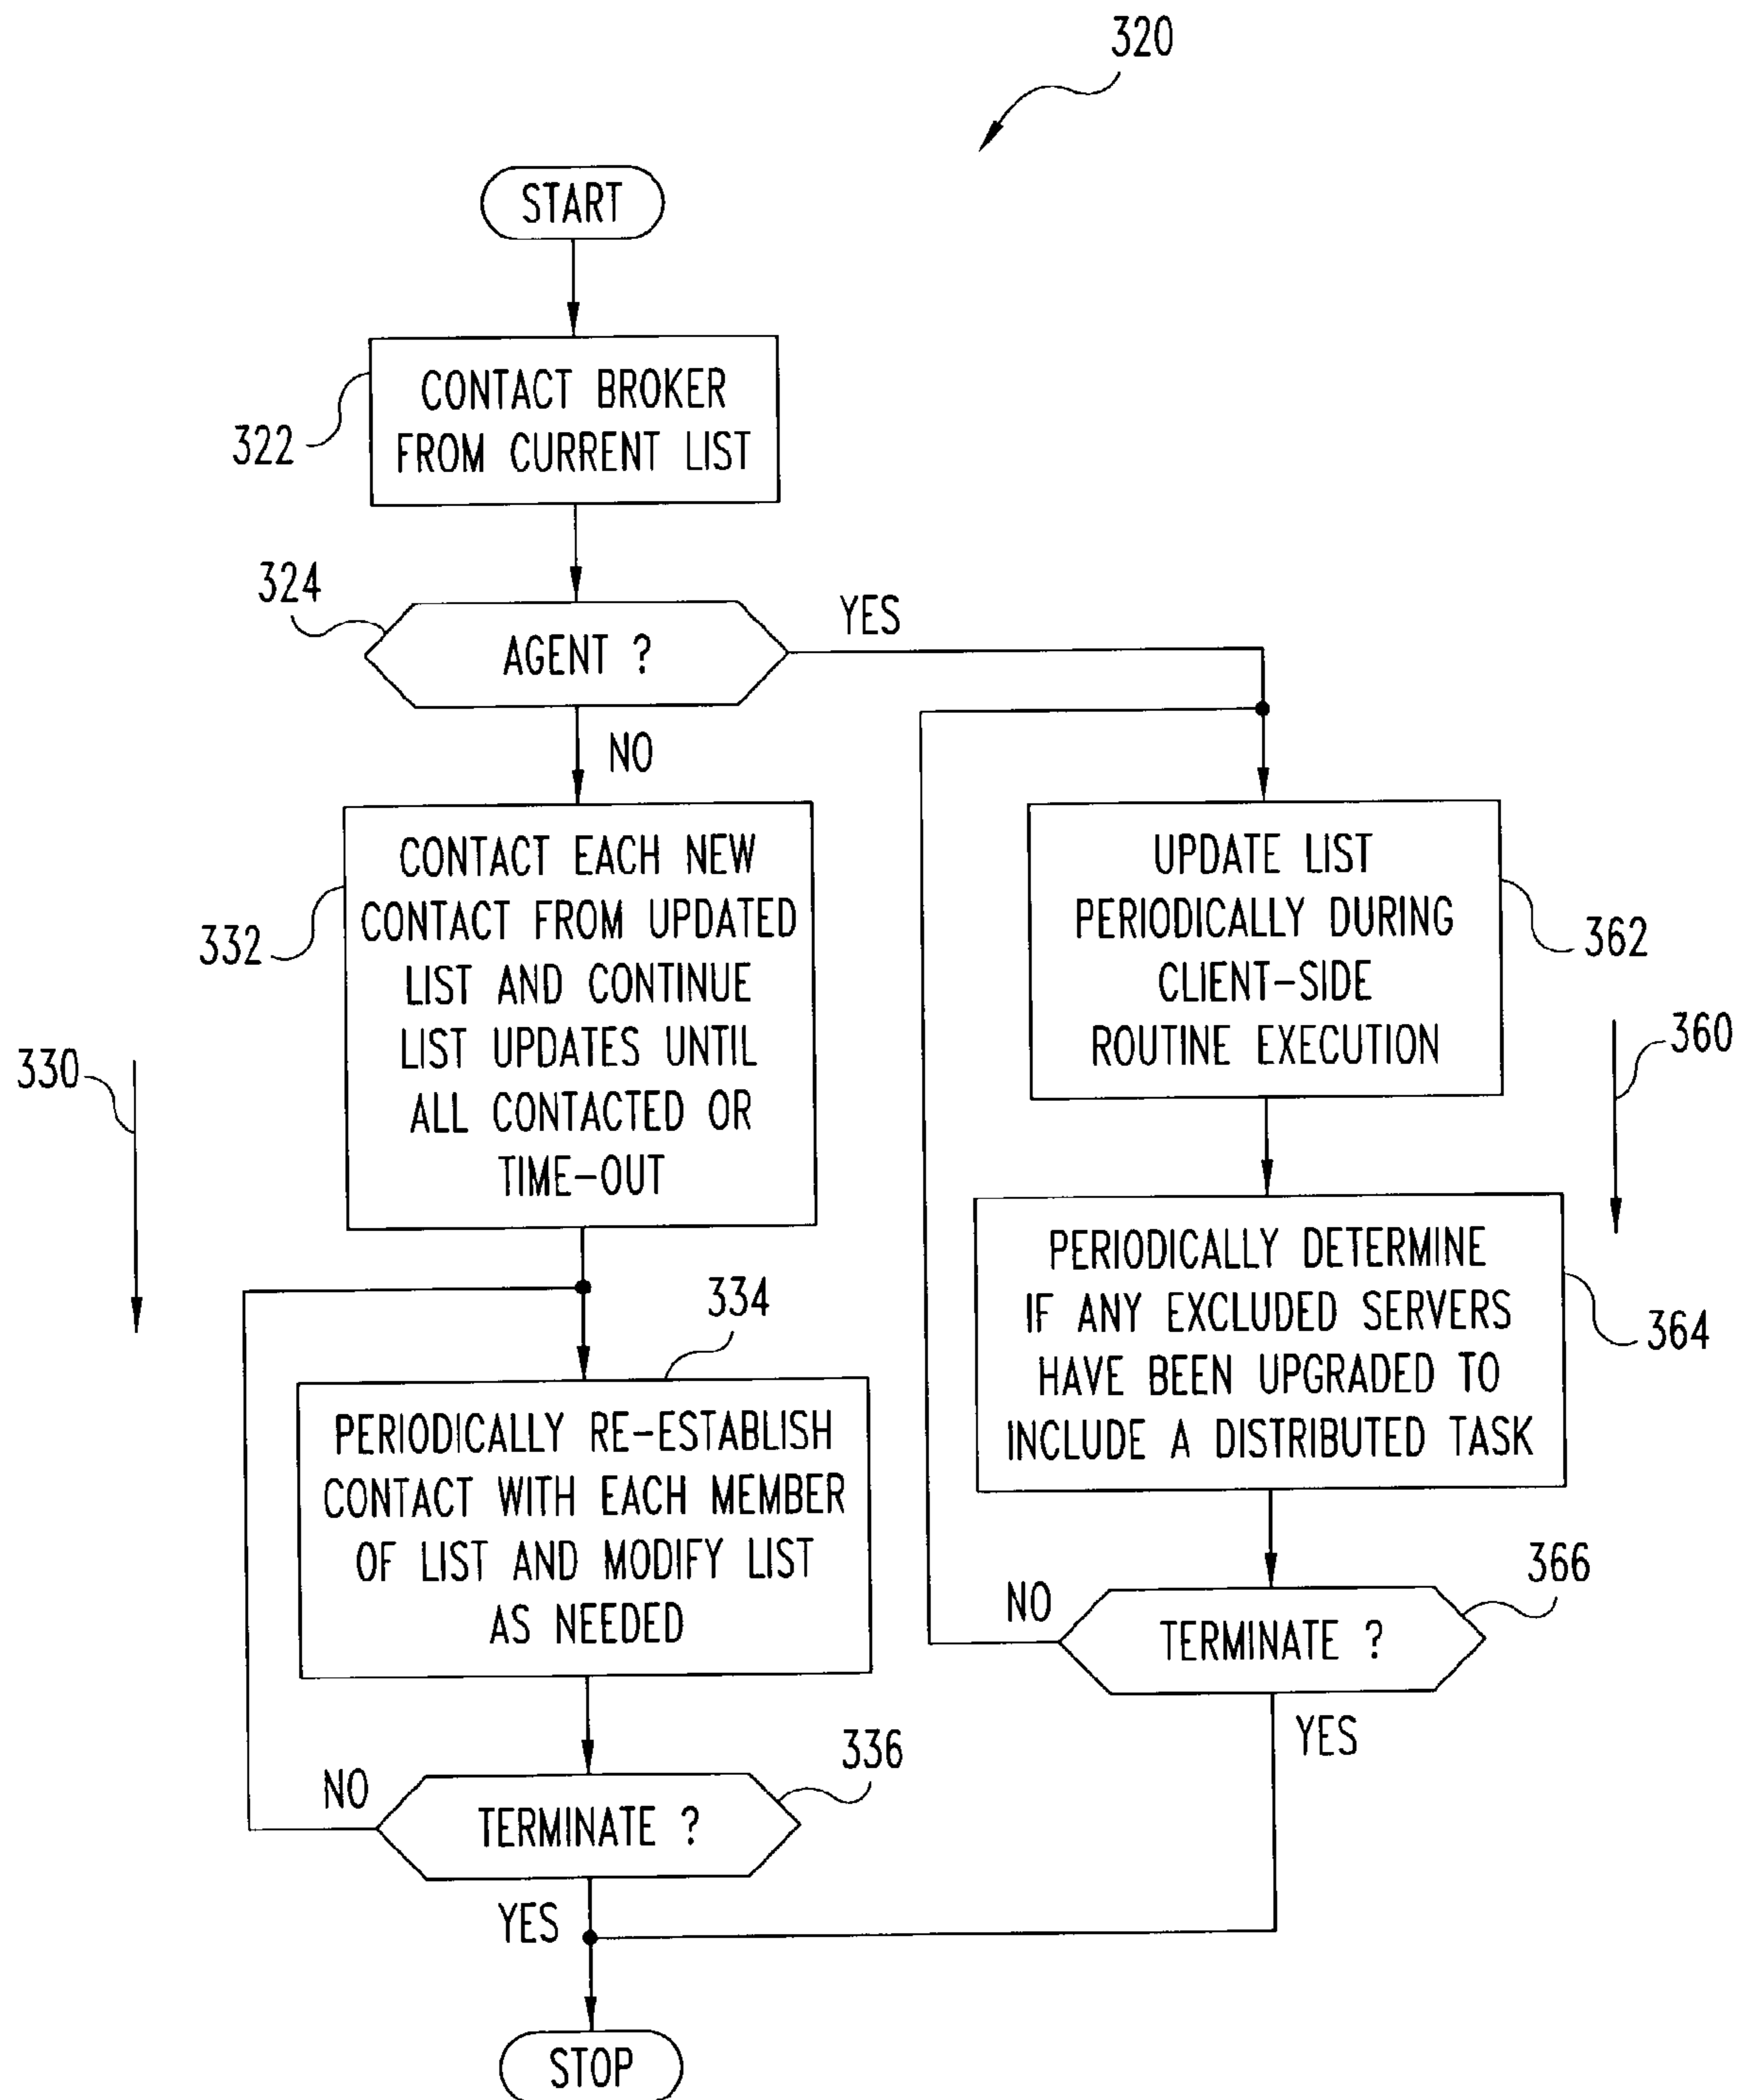 320
START
CONTACT BROKER
FROM CURRENT LIST
322
324
AGENT ?
YES
NO
CONTACT EACH NEW
CONTACT FROM UPDATED
LIST AND CONTINUE
LIST UPDATES UNTIL
ALL CONTACTED OR
TIME-OUT
332
330
UPDATE LIST
PERIODICALLY DURING
CLIENT-SIDE
ROUTINE EXECUTION
362
360
334
PERIODICALLY RE-ESTABLISH
CONTACT WITH EACH MEMBER
OF LIST AND MODIFY LIST
AS NEEDED
PERIODICALLY DETERMINE
IF ANY EXCLUDED SERVERS
HAVE BEEN UPGRADED TO
INCLUDE A DISTRIBUTED TASK
364
366
NO
TERMINATE ?
YES
336
NO
TERMINATE ?
YES
STOP